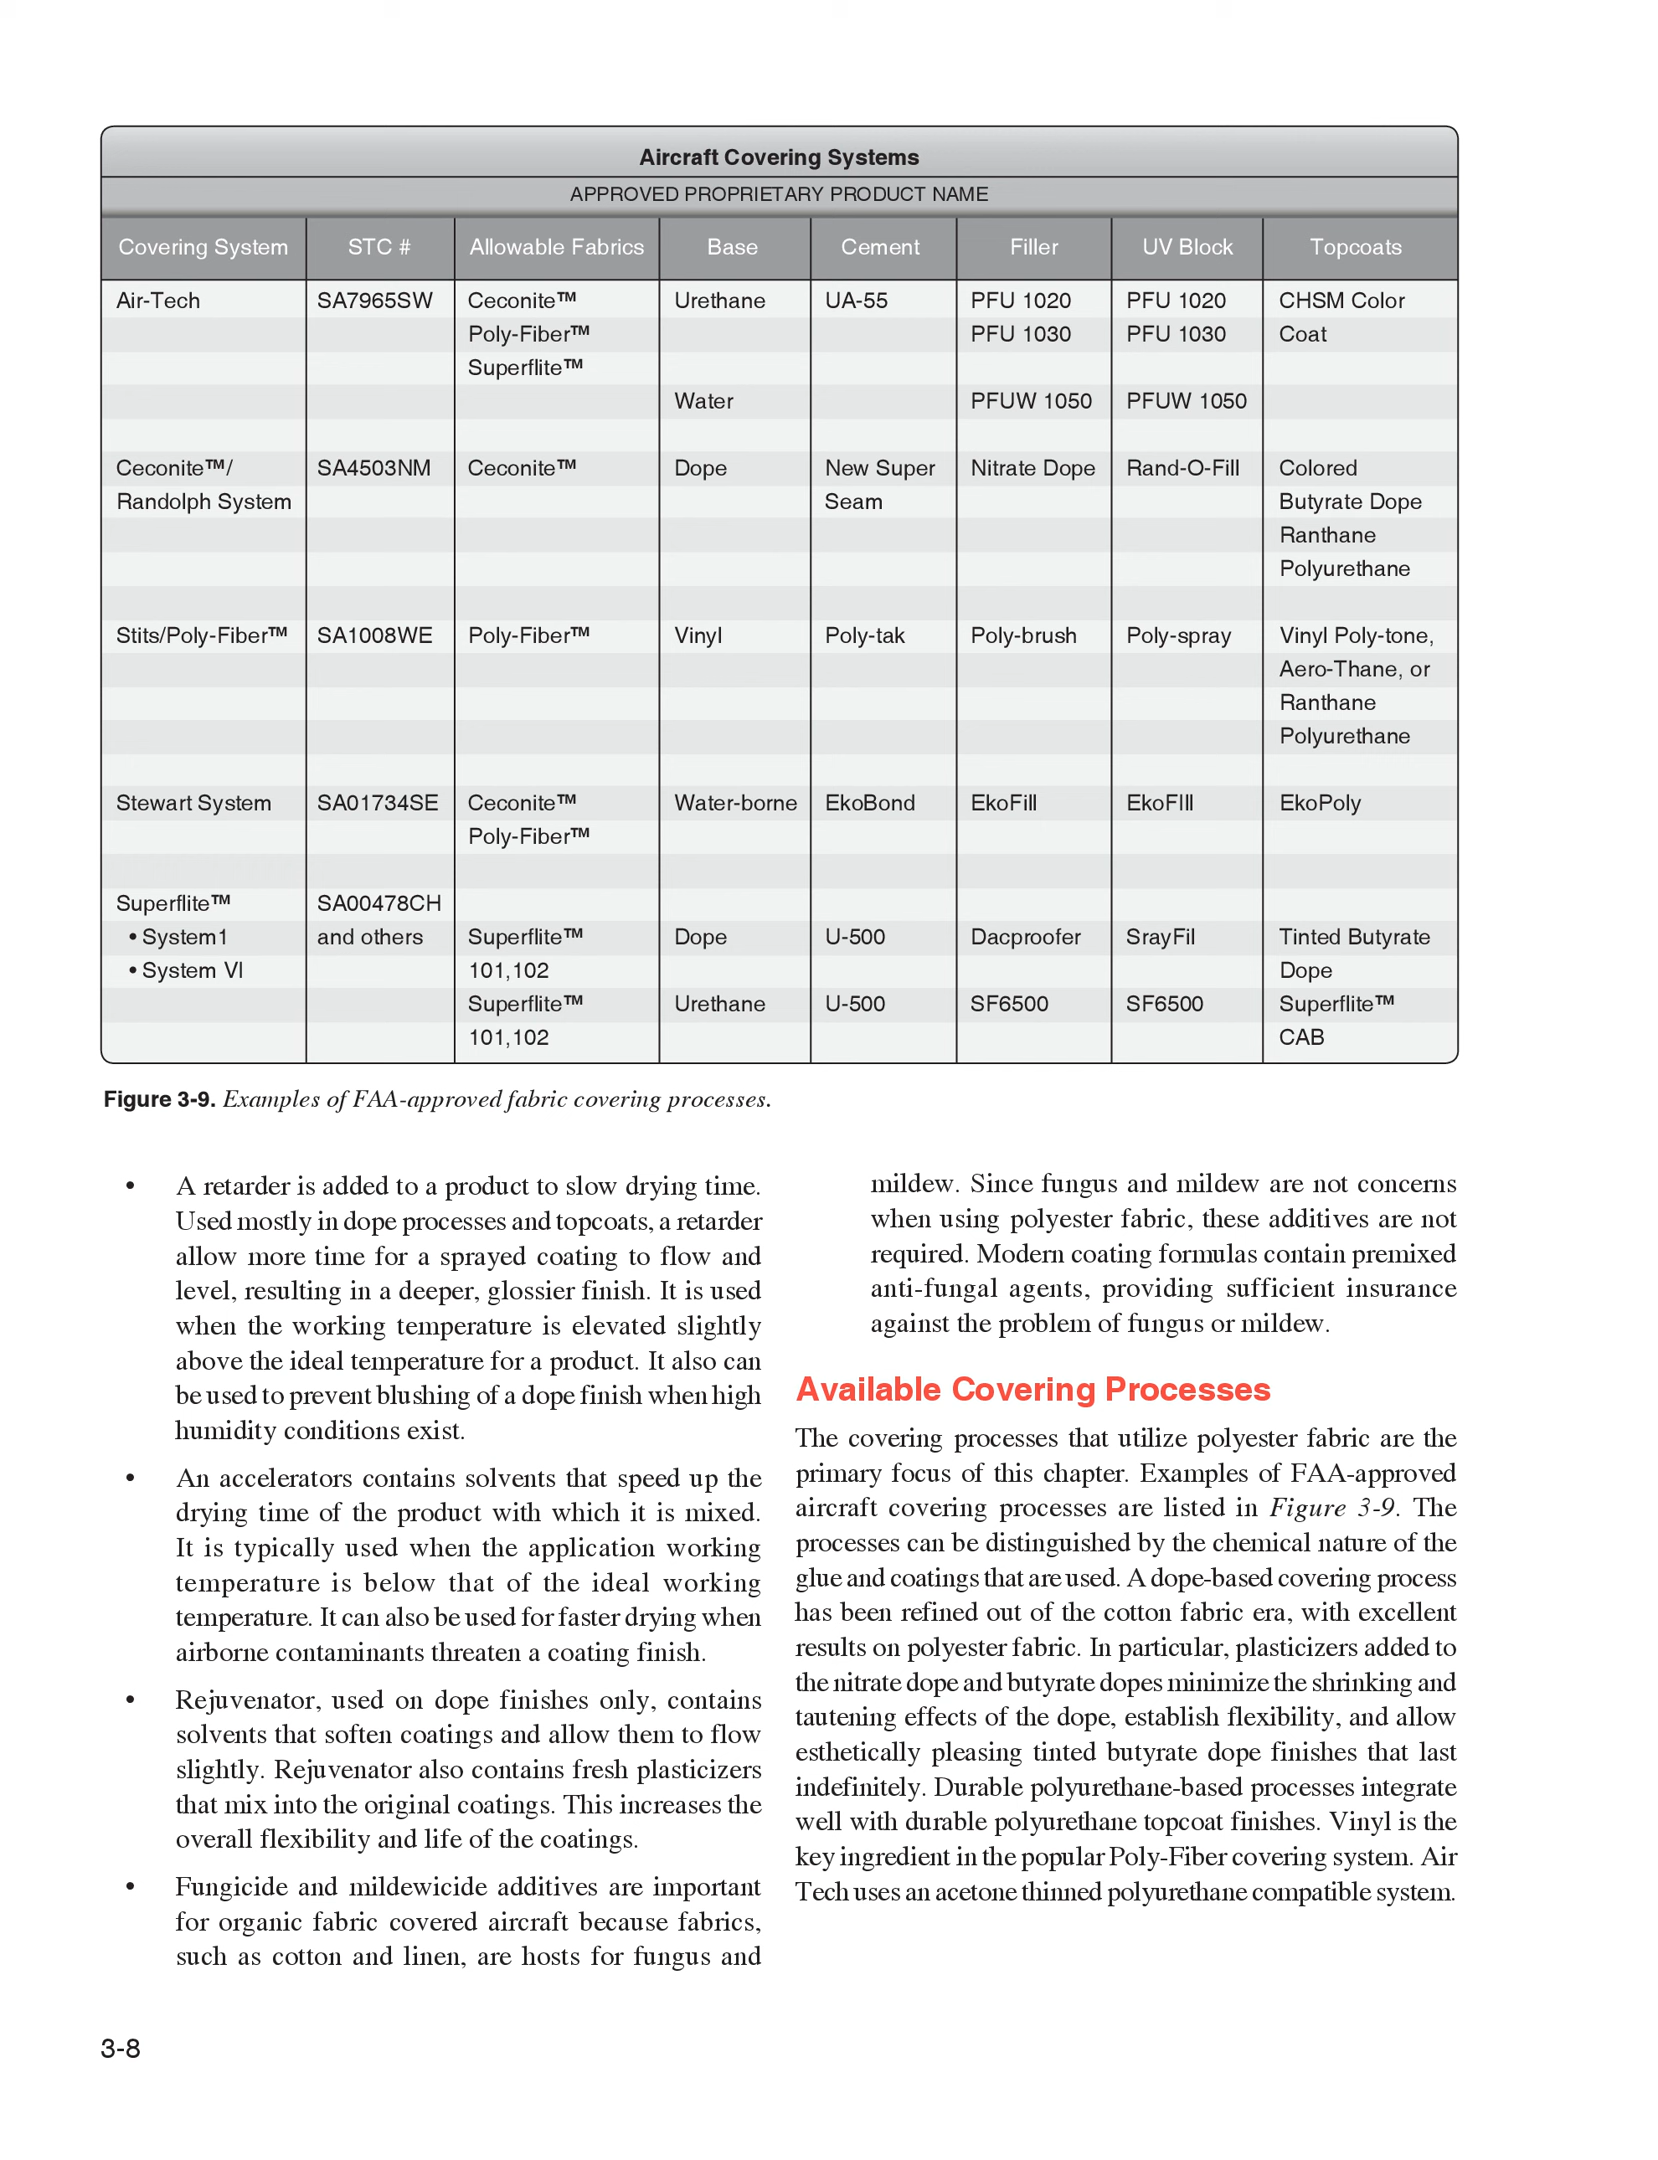 Aircraft Covering Systems
APPROVED PROPRIETARY PRODUCT NAME
Covering System STC # Allowable Fabrics Base Cement Filler UV Block Topcoats
Air-Tech SA7965SW Ceconite™ Urethane UA-55 PFU 1020 PFU 1020 CHSM Color
Poly-Fiber™ PFU 1030 PFU 1030 Coat
Superflite™
Water PFUW 1050 PFUW 1050
Ceconite™/ SA4503NM Ceconite™ Dope New Super Nitrate Dope Rand-O-Fill Colored
Randolph System Seam Butyrate Dope
Ranthane
Polyurethane
Stits/Poly-Fiber™ SA1008WE Poly-Fiber™ Vinyl Poly-tak Poly-brush Poly-spray Vinyl Poly-tone,
Aero-Thane, or
Ranthane
Polyurethane
Stewart System SA01734SE Ceconite™ Water-borne EkoBond EkoFill EkoFIll EkoPoly
Poly-Fiber™
Superflite™ SA00478CH
• System1 and others Superflite™ Dope U-500 Dacproofer SrayFil Tinted Butyrate
• System VI 101,102 Dope
Superflite™ Urethane U-500 SF6500 SF6500 Superflite™
101,102 CAB
Figure 3-9. Examples of FAA-approved fabric covering processes.
• A retarder is added to a product to slow drying time.
Used mostly in dope processes and topcoats, a retarder
allow more time for a sprayed coating to flow and
level, resulting in a deeper, glossier finish. It is used
when the working temperature is elevated slightly
above the ideal temperature for a product. It also can
be used to prevent blushing of a dope finish when high
humidity conditions exist.
• An accelerators contains solvents that speed up the
drying time of the product with which it is mixed.
It is typically used when the application working
temperature is below that of the ideal working
temperature. It can also be used for faster drying when
airborne contaminants threaten a coating finish.
• Rejuvenator, used on dope finishes only, contains
solvents that soften coatings and allow them to flow
slightly. Rejuvenator also contains fresh plasticizers
that mix into the original coatings. This increases the
overall flexibility and life of the coatings.
• Fungicide and mildewicide additives are important
for organic fabric covered aircraft because fabrics,
such as cotton and linen, are hosts for fungus and
mildew. Since fungus and mildew are not concerns
when using polyester fabric, these additives are not
required. Modern coating formulas contain premixed
anti-fungal agents, providing sufficient insurance
against the problem of fungus or mildew.
Available Covering Processes
The covering processes that utilize polyester fabric are the
primary focus of this chapter. Examples of FAA-approved
aircraft covering processes are listed in Figure 3-9. The
processes can be distinguished by the chemical nature of the
glue and coatings that are used. A dope-based covering process
has been refined out of the cotton fabric era, with excellent
results on polyester fabric. In particular, plasticizers added to
the nitrate dope and butyrate dopes minimize the shrinking and
tautening effects of the dope, establish flexibility, and allow
esthetically pleasing tinted butyrate dope finishes that last
indefinitely. Durable polyurethane-based processes integrate
well with durable polyurethane topcoat finishes. Vinyl is the
key ingredient in the popular Poly-Fiber covering system. Air
Tech uses an acetone thinned polyurethane compatible system.
3-8